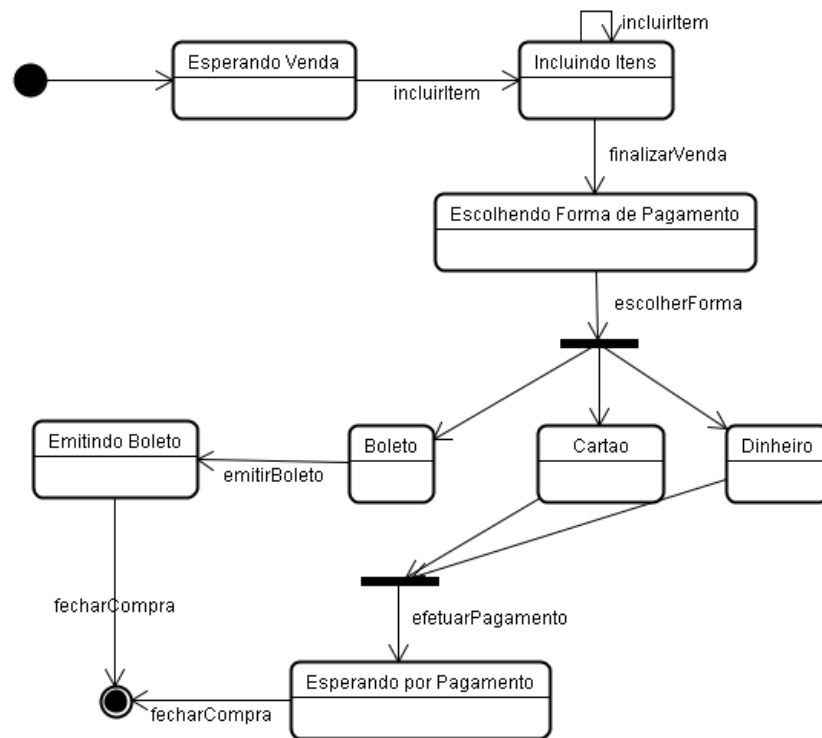 incluirItem
Esperando Venda
Incluindo Itens
incluirItem
finalizarVenda
Escolhendo Forma de Pagamento
escolherForma
Emitindo Boleto
Boleto
Cartao
Dinheiro
emitirBoleto
fecharCompra
efetuarPagamento
Esperando por Pagamento
fecharCompra